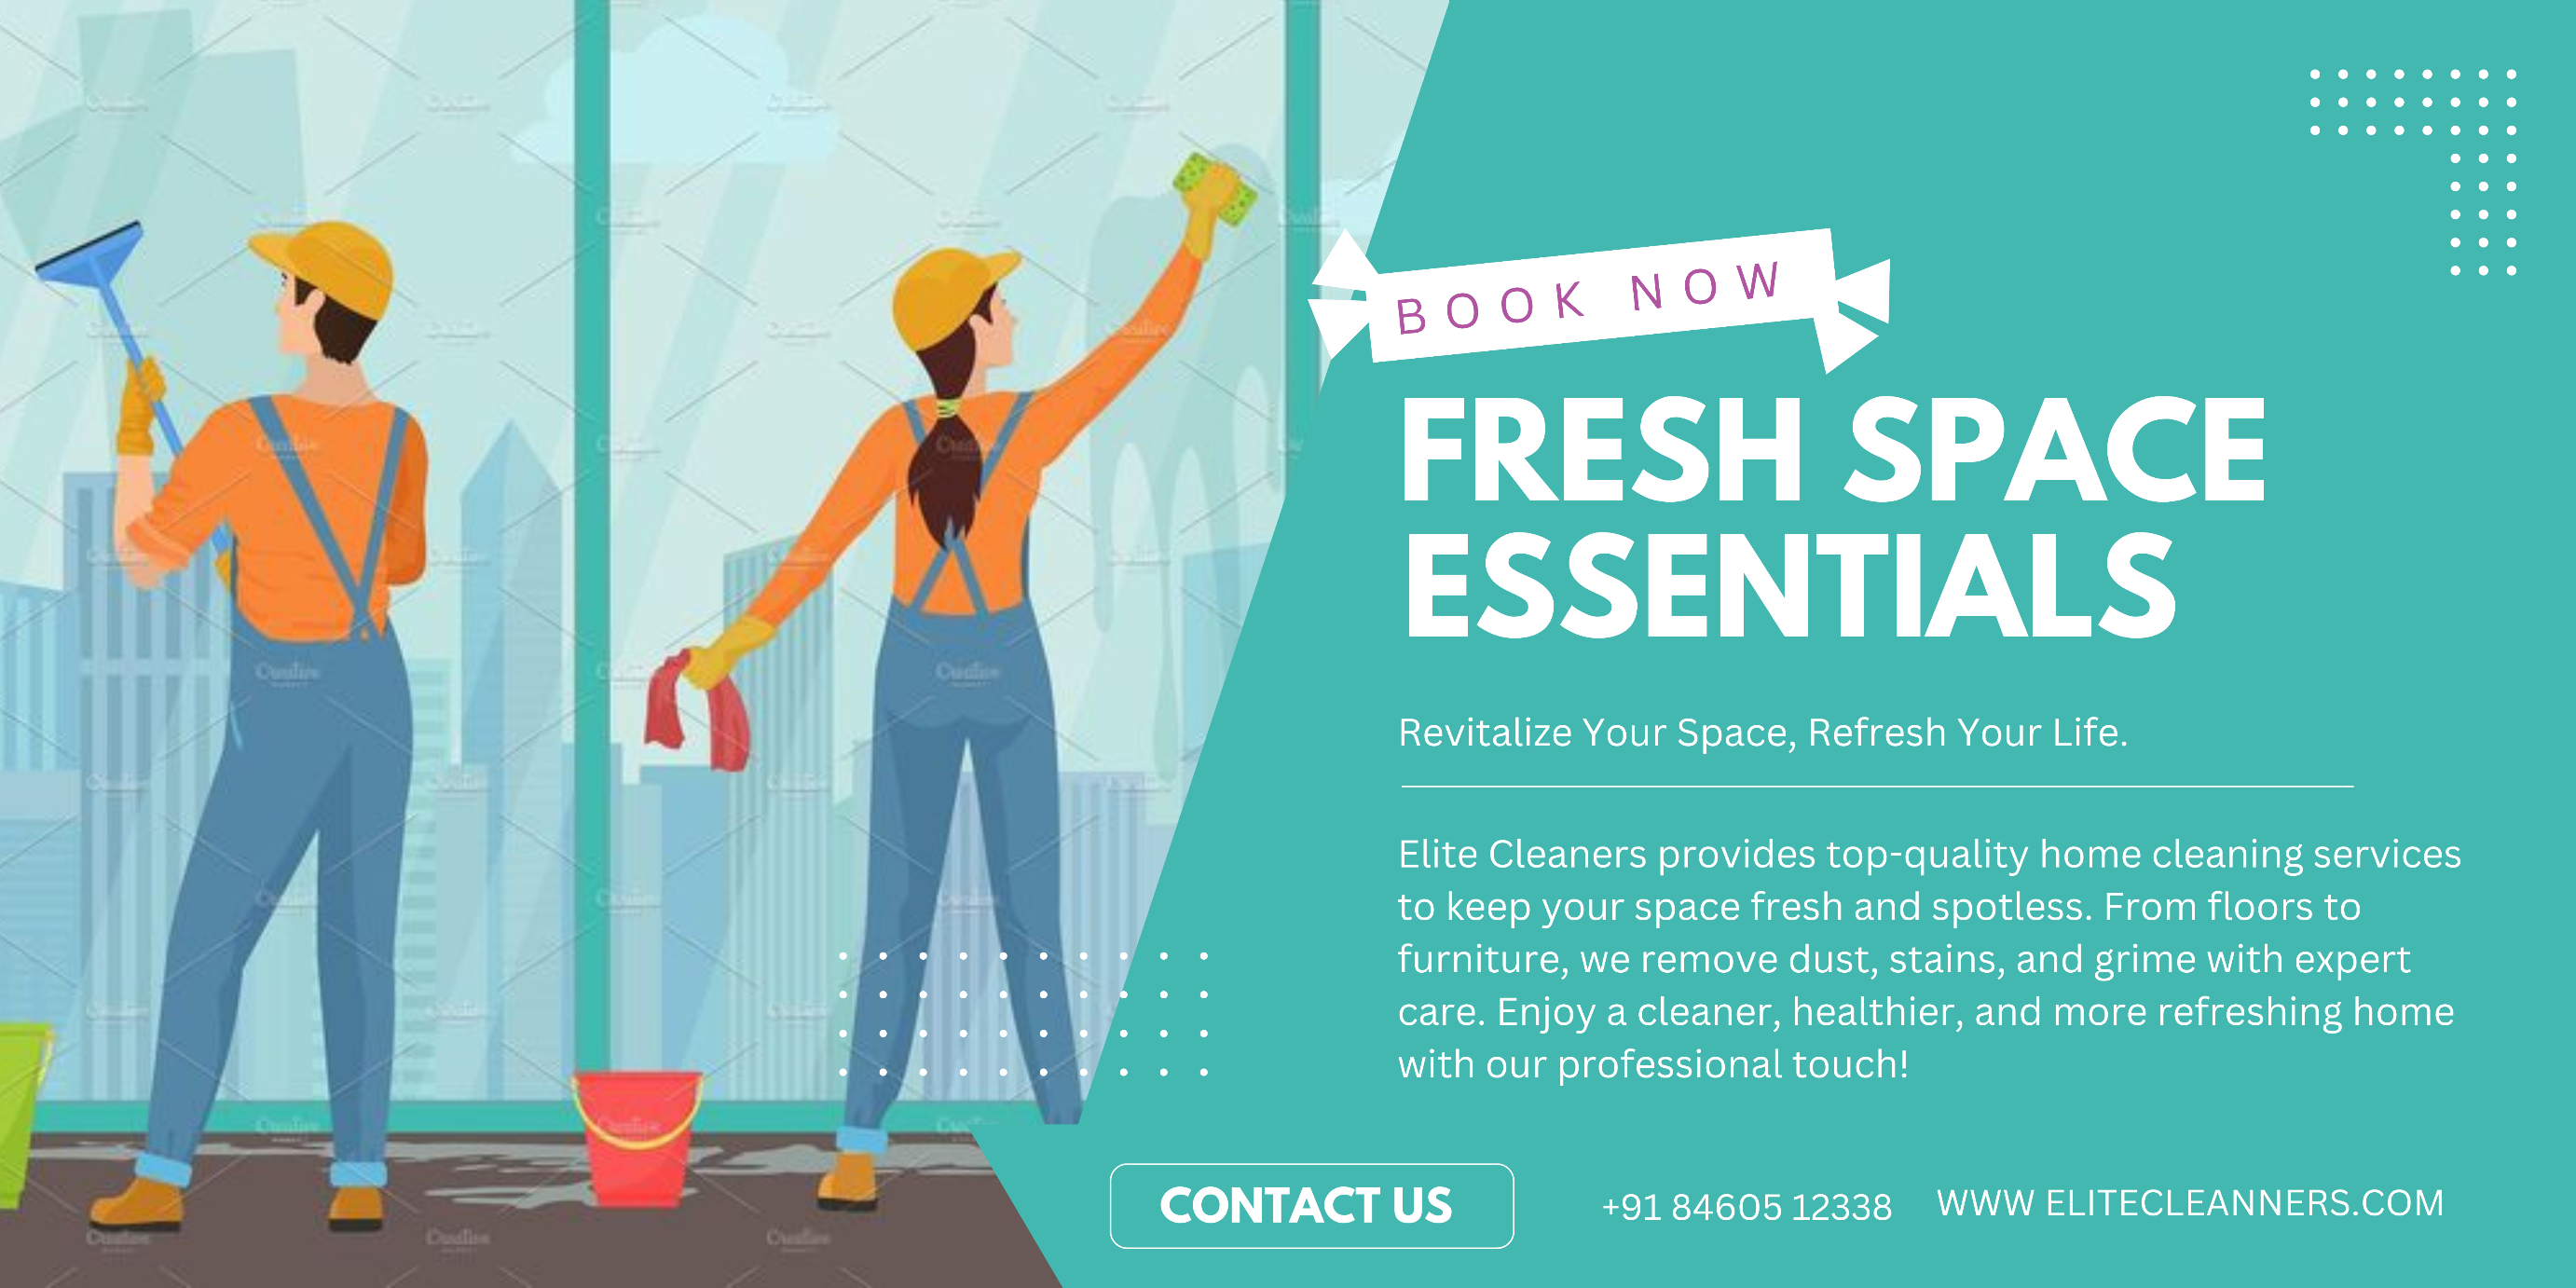 BOOK NOW
FRESH SPACE
ESSENTIALS
Revitalize Your Space, Refresh Your Life.
Elite Cleaners provides top-quality home cleaning services
to keep your space fresh and spotless. From floors to
furniture, we remove dust, stains, and grime with expert
care. Enjoy a cleaner, healthier, and more refreshing home
with our professional touch!
CONTACT US
+91 84605 12338
WWW ELITECLEANNERS.COM